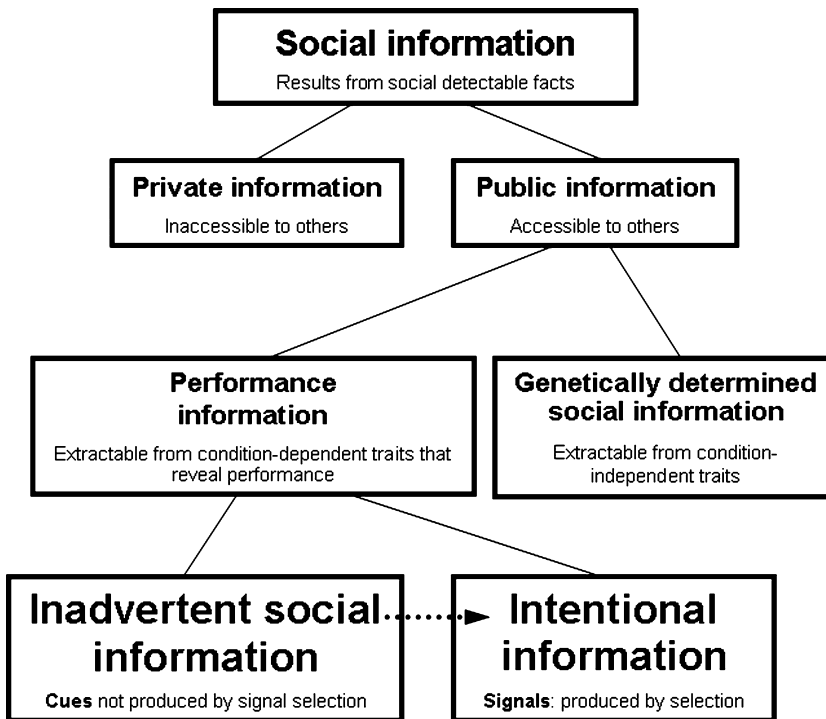 Social information
Results from social detectable facts
Private information
Inaccessible to others
Public information
Accessible to others
Performance
information
Extractable from condition-dependent traits that
reveal performance
Genetically determined
social information
Extractable from condition-
independent traits
Inadvertent social
information
Cues not produced by signal selection
Intentional
information
Signals: produced by selection